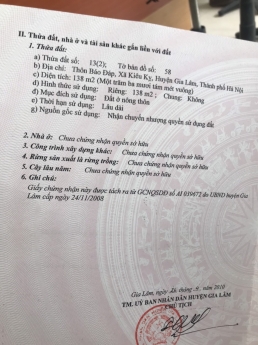 II. Thửa đất, nhà ở và tài sản khác gắn liền với đất
1. Thửa đất:
a) Thửa đất số: 13(2); Tờ bản đồ số: 58
b) Địa chỉ: Thôn Báo Đáp, Xã Kiêu Kỵ, Huyện Gia Lâm, Thành phố Hà Nội
c) Diện tích: 138 m2 (Một trăm ba mươi tám mét vuông)
d) Hình thức sử dụng: Riêng: 138 m2 ; Chung: Không
đ) Mục đích sử dụng: Đất ở nông thôn
e) Thời hạn sử dụng: Lâu dài
g) Nguồn gốc sử dụng: Nhận chuyển nhượng quyền sử dụng đất
2. Nhà ở: Chưa chứng nhận quyền sở hữu
3. Công trình xây dựng khác: Chưa chứng nhận quyền sở hữu
4. Rừng sản xuất là rừng trồng: Chưa chứng nhận quyền sở hữu
5. Cây lâu năm: Chưa chứng nhận quyền sở hữu
6. Ghi chú:
Giấy chứng nhận này được tách ra từ GCNQSDĐ số AI 039672 do UBND huyện Gia
Lâm cấp ngày 24/11/2008
Gia Lâm, ngày tháng 9 năm 2010
TM. UỶ BAN NHÂN DÂN HUYỆN GIA LÂM
CHỦ TỊCH